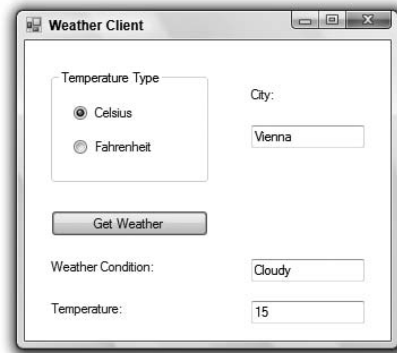 Weather Client
Temperature Type
Celsius
Fahrenheit
City:
Vienna
Get Weather
Weather Condition:
Cloudy
Temperature:
15